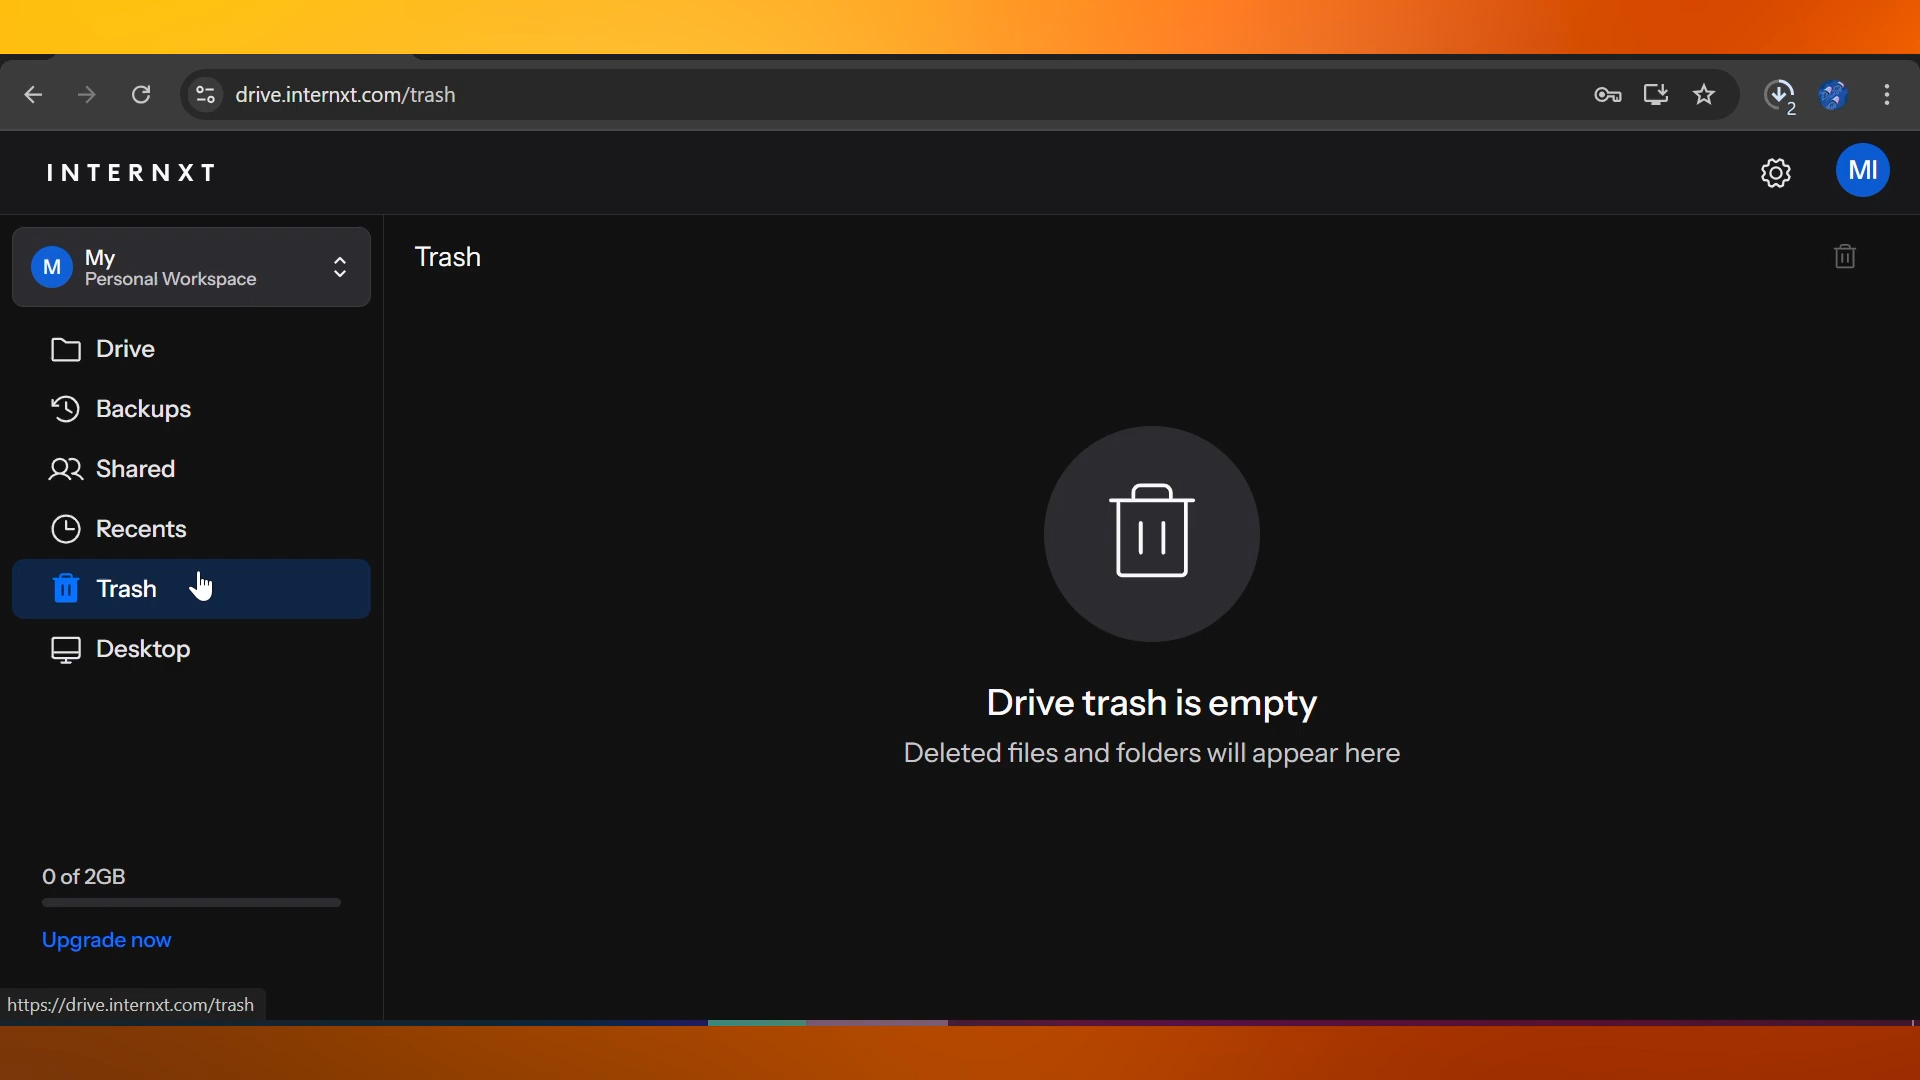 drive.internxt.com/trash
2
INTERNXT
MI
M
My
Personal Workspace
Trash
Drive
Backups
Shared
Recents
Trash
Desktop
Drive trash is empty
Deleted files and folders will appear here
0 of 2GB
Upgrade now
https://drive.internxt.com/trash